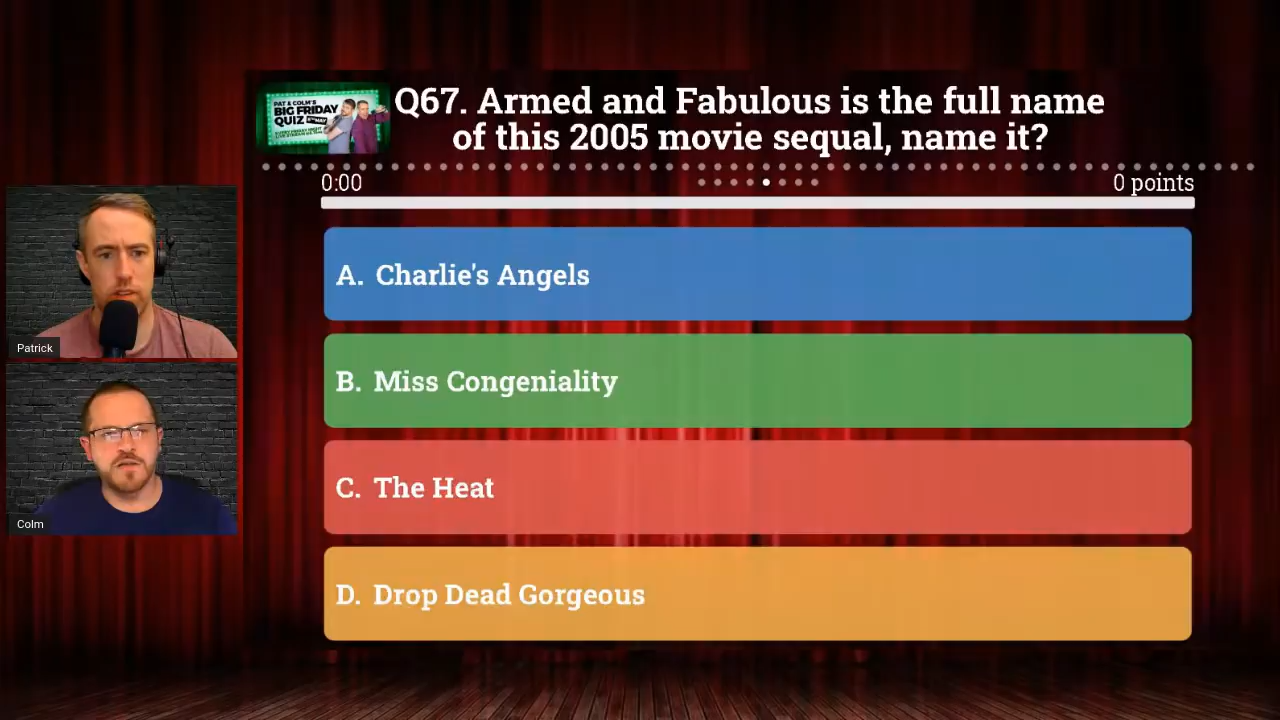 PAT & COLM'S
BIG FRIDAY
QUIZ
Q67. Armed and Fabulous is the full name
of this 2005 movie sequal, name it?
0:00
0 points
A. Charlie's Angels
B. Miss Congeniality
C. The Heat
D. Drop Dead Gorgeous
Patrick
Colm